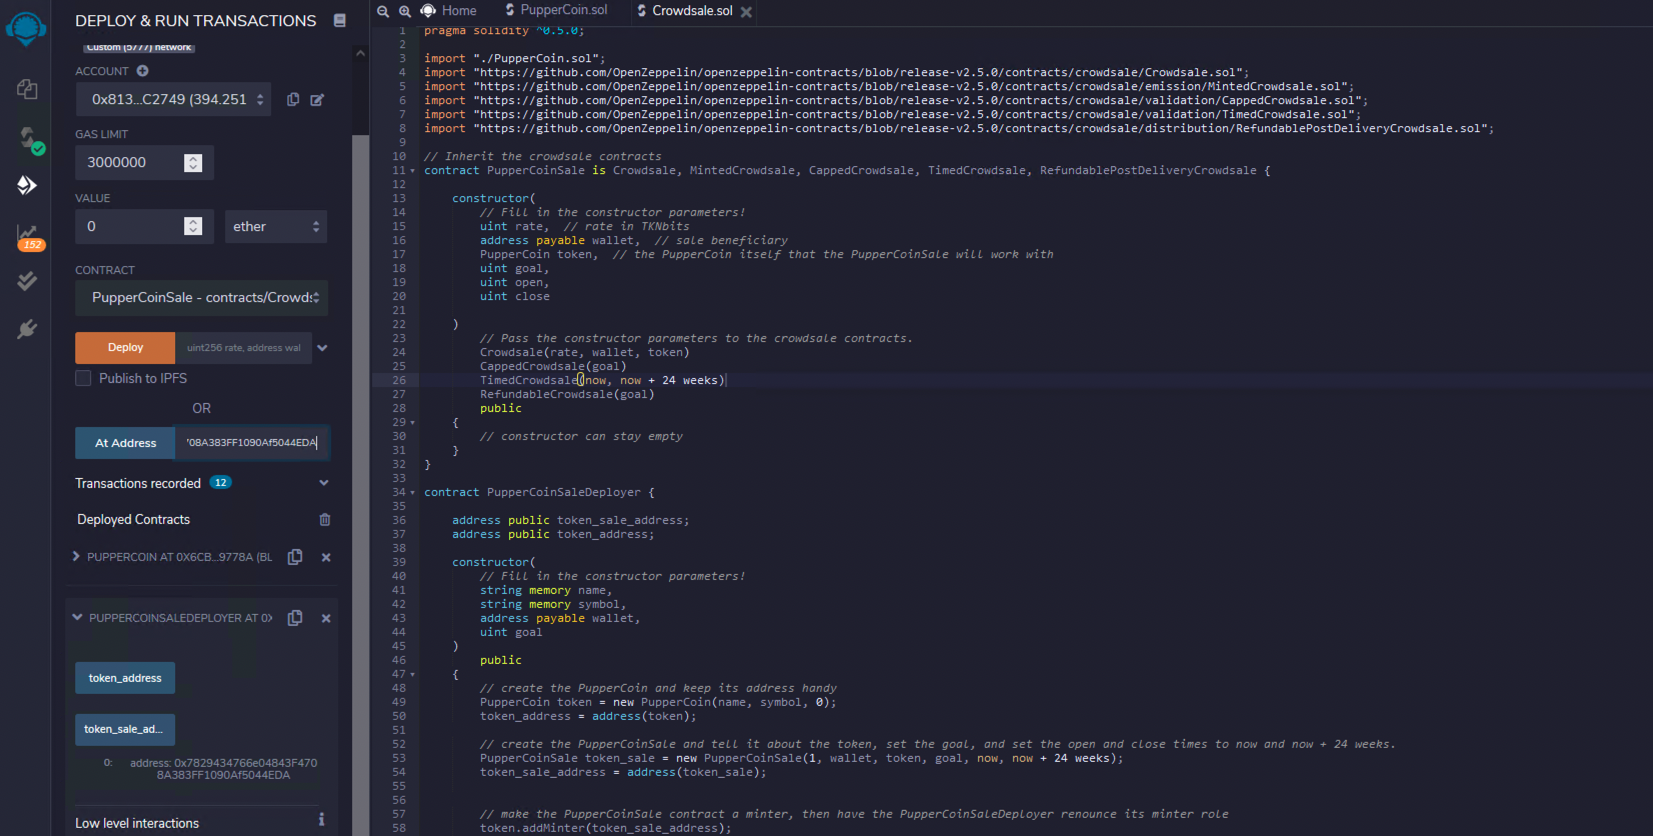 DEPLOY & RUN TRANSACTIONS
Custom (5777) network
ACCOUNT
0x813...C2749 (394.251
GAS LIMIT
3000000
VALUE
0
ether
CONTRACT
PupperCoinSale - contracts/Crowds
Deploy
uint256 rate, address wal
Publish to IPFS
OR
At Address
'08A383FF1090Af5044EDA
Transactions recorded 12
Deployed Contracts
PUPPERCOIN AT 0X6CB...9778A (BL
PUPPERCOINSALEDEPLOYER AT 0X
token_address
token_sale_ad...
0: address: 0x7829434766e04843F470
8A383FF1090Af5044EDA
Low level interactions
152
Home
PupperCoin.sol
Crowdsale.sol
1 pragma solidity ^0.5.0;
2
3 import "./PupperCoin.sol";
4 import "https://github.com/OpenZeppelin/openzeppelin-contracts/blob/release-v2.5.0/contracts/crowdsale/Crowdsale.sol";
5 import "https://github.com/OpenZeppelin/openzeppelin-contracts/blob/release-v2.5.0/contracts/crowdsale/emission/MintedCrowdsale.sol";
6 import "https://github.com/OpenZeppelin/openzeppelin-contracts/blob/release-v2.5.0/contracts/crowdsale/validation/CappedCrowdsale.sol";
7 import "https://github.com/OpenZeppelin/openzeppelin-contracts/blob/release-v2.5.0/contracts/crowdsale/validation/TimedCrowdsale.sol";
8 import "https://github.com/OpenZeppelin/openzeppelin-contracts/blob/release-v2.5.0/contracts/crowdsale/distribution/RefundablePostDeliveryCrowdsale.sol";
9
10 // Inherit the crowdsale contracts
11 contract PupperCoinSale is Crowdsale, MintedCrowdsale, CappedCrowdsale, TimedCrowdsale, RefundablePostDeliveryCrowdsale {
12
13 constructor(
14 // Fill in the constructor parameters!
15 uint rate, // rate in TKNbits
16 address payable wallet, // sale beneficiary
17 PupperCoin token, // the PupperCoin itself that the PupperCoinSale will work with
18 uint goal,
19 uint open,
20 uint close
21
22 )
23 // Pass the constructor parameters to the crowdsale contracts.
24 Crowdsale(rate, wallet, token)
25 CappedCrowdsale(goal)
26 TimedCrowdsale(now, now + 24 weeks)
27 RefundableCrowdsale(goal)
28 public
29 {
30 // constructor can stay empty
31 }
32 }
33
34 contract PupperCoinSaleDeployer {
35
36 address public token_sale_address;
37 address public token_address;
38
39 constructor(
40 // Fill in the constructor parameters!
41 string memory name,
42 string memory symbol,
43 address payable wallet,
44 uint goal
45 )
46 public
47 {
48 // create the PupperCoin and keep its address handy
49 PupperCoin token = new PupperCoin(name, symbol, 0);
50 token_address = address(token);
51
52 // create the PupperCoinSale and tell it about the token, set the goal, and set the open and close times to now and now + 24 weeks.
53 PupperCoinSale token_sale = new PupperCoinSale(1, wallet, token, goal, now, now + 24 weeks);
54 token_sale_address = address(token_sale);
55
56
57 // make the PupperCoinSale contract a minter, then have the PupperCoinSaleDeployer renounce its minter role
58 token.addMinter(token_sale_address);